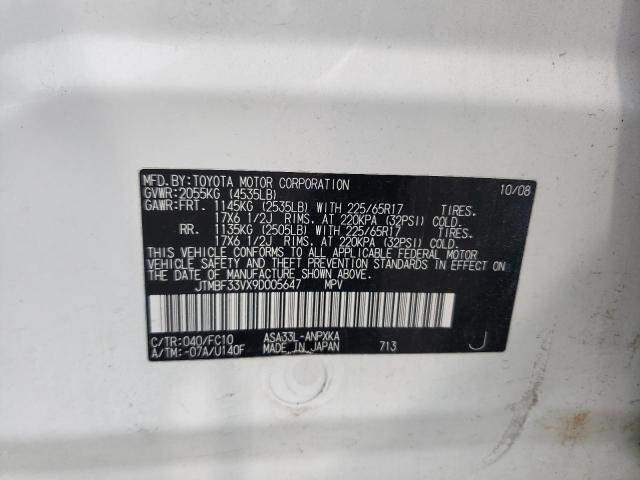 MFD.BY:TOYOTA MOTOR CORPORATION 10/08
GVWR:2055KG (4535LB)
GAWR:FRT. 1145KG (2535LB) WITH 225/65R17 TIRES.
17X6 1/2J RIMS. AT 220KPA (32PSI) COLD.
RR. 1135KG (2505LB) WITH 225/65R17 TIRES.
17X6 1/2J RIMS. AT 220KPA (32PSI) COLD.
THIS VEHICLE CONFORMS TO ALL APPLICABLE FEDERAL MOTOR
VEHICLE SAFETY AND THEFT PREVENTION STANDARDS IN EFFECT ON
THE DATE OF MANUFACTURE SHOWN ABOVE.
JTMBF33VX9D005647 MPV
C/TR:040/FC10 ASA33L-ANPXKA
A/TM:-07A/U140F MADE IN JAPAN 713 J